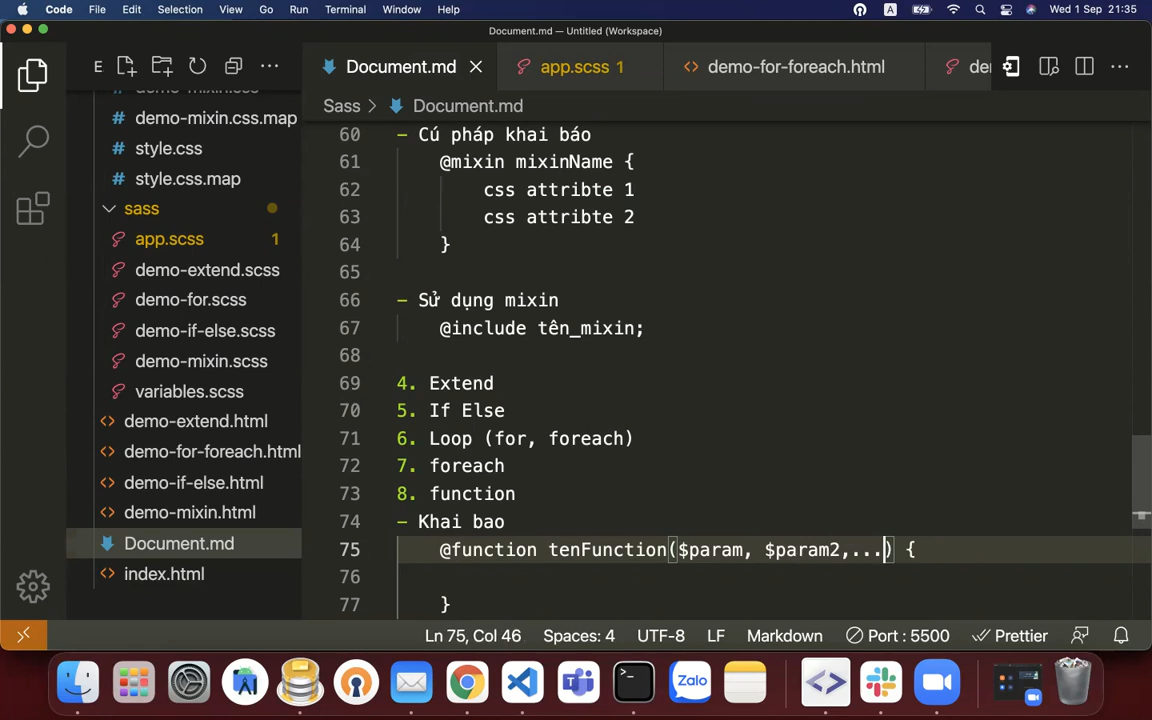 Code File Edit Selection View Go Run Terminal Window Help A Wed 1 Sep 21:35
Document.md — Untitled (Workspace)
E
Document.md app.scss 1 demo-for-foreach.html
Sass > Document.md
demo-mixin.css.map
style.css
style.css.map
sass
app.scss 1
demo-extend.scss
demo-for.scss
demo-if-else.scss
demo-mixin.scss
variables.scss
demo-extend.html
demo-for-foreach.html
demo-if-else.html
demo-mixin.html
Document.md
index.html
60 - Cú pháp khai báo
61 @mixin mixinName {
62 css attribte 1
63 css attribte 2
64 }
65
66 - Sử dụng mixin
67 @include tên_mixin;
68
69 4. Extend
70 5. If Else
71 6. Loop (for, foreach)
72 7. foreach
73 8. function
74 - Khai bao
75 @function tenFunction($param, $param2,...) {
76
77 }
Ln 75, Col 46 Spaces: 4 UTF-8 LF Markdown Port : 5500 Prettier
Zalo